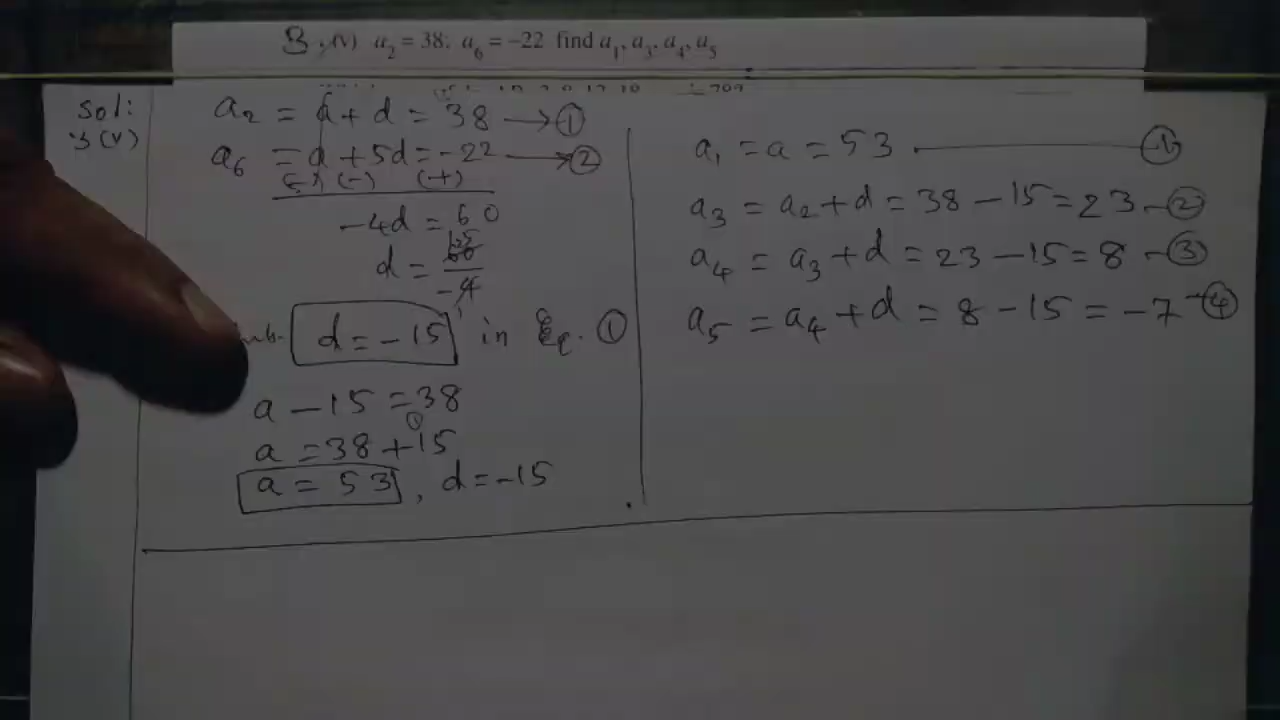 3. (v) a₂ = 38; a₆ = –22 find a₁, a₃, a₄, a₅
Sol:
3(v)
a₂ = a + d = 38 → ①
a₆ = a + 5d = -22 → ②
(-) (-) (+)
-4d = 60
d = 60/-4
d = -15 in Eq. ①
a - 15 = 38
a = 38 + 15
a = 53, d = -15
a₁ = a = 53 — ①
a₃ = a₂ + d = 38 - 15 = 23 - ②
a₄ = a₃ + d = 23 - 15 = 8 - ③
a₅ = a₄ + d = 8 - 15 = -7 - ④